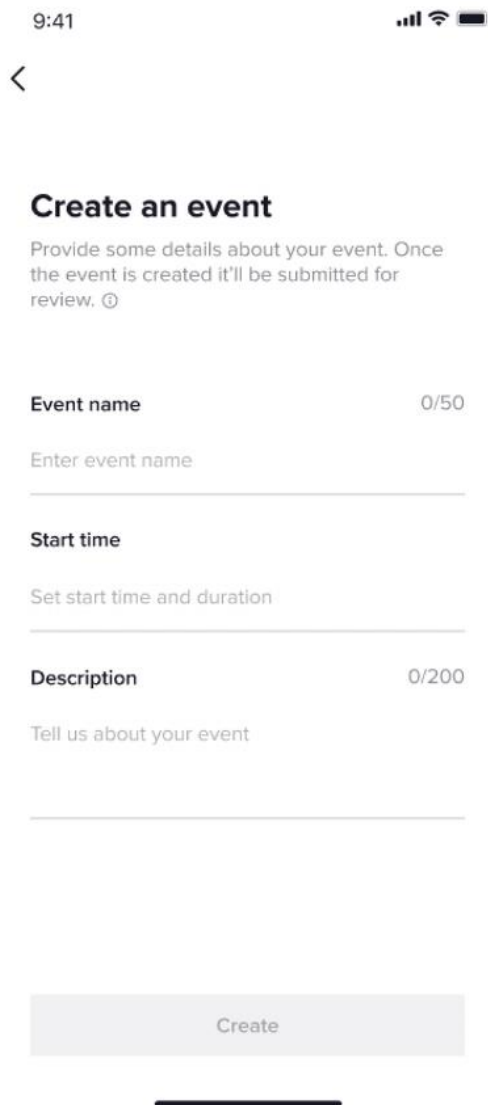 9:41
Create an event
Provide some details about your event. Once
the event is created it'll be submitted for
review.
Event name 0/50
Enter event name
Start time
Set start time and duration
Description 0/200
Tell us about your event
Create